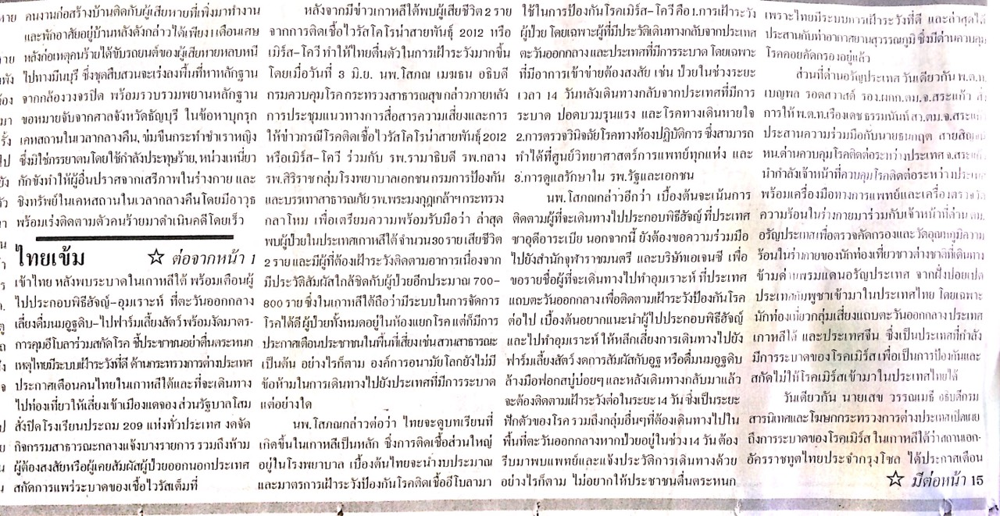 คนงานก่อสร้างบ้านติดกับผู้เสียหายที่เพิ่งมาทำงาน
และพักอาศัยอยู่บ้านหลังดังกล่าวได้เพียง 1 เดือนเศษ
หลังก่อเหตุคนร้ายได้ขับรถยนต์ของผู้เสียหายหลบหนี
ไปทางมีนบุรี ซึ่งชุดสืบสวนจะเร่งลงพื้นที่หาหลักฐาน
จากกล้องวงจรปิด พร้อมรวบรวมพยานหลักฐาน
ขอหมายจับจากศาลจังหวัดธัญบุรี ในข้อหาบุกรุก
เคหสถานในเวลากลางคืน, ข่มขืนกระทำชำเราหญิง
ซึ่งมิใช่ภรรยาตนโดยใช้กำลังประทุษร้าย, หน่วงเหนี่ยว
กักขังทำให้ผู้อื่นปราศจากเสรีภาพในร่างกาย และ
ชิงทรัพย์ในเคหสถานในเวลากลางคืนโดยมีอาวุธ
พร้อมเร่งติดตามตัวคนร้ายมาดำเนินคดีโดยเร็ว
ไทยเข้ม ☆ ต่อจากหน้า 1
เข้าไทย หลังพบระบาดในเกาหลีใต้ พร้อมเตือนผู้
ไปประกอบพิธีฮัจญ์-อุมเราะห์ ที่ตะวันออกกลาง
เลี่ยงดื่มนมอูฐดิบ-ไปฟาร์มเลี้ยงสัตว์ พร้อมงัดมาตร-
การคุมอีโบลาร่วมสกัดโรค ชี้ประชาชนอย่าตื่นตระหนก
เหตุไทยมีระบบเฝ้าระวังที่ดี ด้านกระทรวงการต่างประเทศ
ประกาศเตือนคนไทยในเกาหลีใต้และที่จะเดินทาง
ไปท่องเที่ยวให้เลี่ยงเข้าเมืองแดจอง ส่วนรัฐบาลโสม
สั่งปิดโรงเรียนประถม 209 แห่งทั่วประเทศ งดจัด
กิจกรรมสาธารณะกลางแจ้งบางรายการ รวมถึงห้าม
ผู้ต้องสงสัยหรือผู้เคยสัมผัสผู้ป่วยออกนอกประเทศ
สกัดการแพร่ระบาดของเชื้อไวรัสเต็มที่
หลังจากมีข่าวเกาหลีใต้พบผู้เสียชีวิต 2 ราย
จากการติดเชื้อไวรัสโคโรน่าสายพันธุ์ 2012 หรือ
เมิร์ส-โควี ทำให้ไทยตื่นตัวในการเฝ้าระวังมากขึ้น
โดยเมื่อวันที่ 3 มิ.ย. นพ.โสภณ เมฆธน อธิบดี
กรมควบคุมโรค กระทรวงสาธารณสุข กล่าวภายหลัง
การประชุมแนวทางการสื่อสารความเสี่ยงและการ
ให้ข่าวกรณีโรคติดเชื้อไวรัสโคโรน่าสายพันธุ์ 2012
หรือเมิร์ส-โควี ร่วมกับ รพ.รามาธิบดี รพ.กลาง
รพ.ศิริราช กลุ่มโรงพยาบาลเอกชน กรมการป้องกัน
และบรรเทาสาธารณภัย รพ.พระมงกุฎเกล้าฯ กระทรวง
กลาโหม เพื่อเตรียมความพร้อมรับมือว่า ล่าสุด
พบผู้ป่วยในประเทศเกาหลีใต้ จำนวน 30 ราย เสียชีวิต
2 ราย และมีผู้ที่ต้องเฝ้าระวังติดตามอาการเนื่องจาก
มีประวัติสัมผัสใกล้ชิดกับผู้ป่วยอีกประมาณ 700-
800 ราย ซึ่งในเกาหลีใต้ถือว่ามีระบบในการจัดการ
โรคได้ดี ผู้ป่วยทั้งหมดอยู่ในห้องแยกโรค แต่ก็มีการ
ประกาศเตือนประชาชนในพื้นที่เสี่ยง เช่น สวนสาธารณะ
เป็นต้น อย่างไรก็ตาม องค์การอนามัยโลกยังไม่มี
ข้อห้ามในการเดินทางไปยังประเทศที่มีการระบาด
แต่อย่างใด
นพ.โสภณกล่าวต่อว่า ไทยจะดูบทเรียนที่
เกิดขึ้นในเกาหลีเป็นหลัก ซึ่งการติดเชื้อส่วนใหญ่
อยู่ในโรงพยาบาล เบื้องต้นไทยจะนำงบประมาณ
และมาตรการเฝ้าระวังป้องกันโรคติดเชื้ออีโบลามา
ใช้ในการป้องกันโรคเมิร์ส-โควี คือ 1.การเฝ้าระวัง
ผู้ป่วย โดยเฉพาะผู้ที่มีประวัติเดินทางกลับจากประเทศ
ตะวันออกกลาง และประเทศที่มีการระบาด โดยเฉพาะ
ที่มีอาการเข้าข่ายต้องสงสัย เช่น ป่วยในช่วงระยะ
เวลา 14 วันหลังเดินทางกลับจากประเทศที่มีการ
ระบาด ปอดบวมรุนแรง และโรคทางเดินหายใจ
2.การตรวจวินิจฉัยโรคทางห้องปฏิบัติการ ซึ่งสามารถ
ทำได้ที่ศูนย์วิทยาศาสตร์การแพทย์ทุกแห่ง และ
3.การดูแลรักษาใน รพ.รัฐและเอกชน
นพ.โสภณกล่าวอีกว่า เบื้องต้นจะเน้นการ
ติดตามผู้ที่จะเดินทางไปประกอบพิธีฮัจญ์ ที่ประเทศ
ซาอุดีอาระเบีย นอกจากนี้ ยังต้องขอความร่วมมือ
ไปยังสำนักจุฬาราชมนตรี และบริษัทเอเจนซี เพื่อ
ขอรายชื่อผู้ที่จะเดินทางไปทำอุมเราะห์ ที่ประเทศ
แถบตะวันออกกลาง เพื่อติดตามเฝ้าระวังป้องกันโรค
ต่อไป เบื้องต้นอยากแนะนำผู้ไปประกอบพิธีฮัจญ์
และไปทำอุมเราะห์ ให้หลีกเลี่ยงการเดินทางไปยัง
ฟาร์มเลี้ยงสัตว์ งดการสัมผัสกับอูฐ หรือดื่มนมอูฐดิบ
ล้างมือฟอกสบู่บ่อยๆ และหลังเดินทางกลับมาแล้ว
จะต้องติดตามเฝ้าระวังต่อในระยะ 14 วัน ซึ่งเป็นระยะ
ฟักตัวของโรค รวมถึงกลุ่มอื่นๆ ที่ต้องเดินทางไปใน
พื้นที่ตะวันออกกลางหากป่วยอยู่ในช่วง 14 วัน ต้อง
รีบมาพบแพทย์และแจ้งประวัติการเดินทางด้วย
อย่างไรก็ตาม ไม่อยากให้ประชาชนตื่นตระหนก
เพราะไทยมีระบบการเฝ้าระวังที่ดี และล่าสุดได้
ประสานกับท่าอากาศยานสุวรรณภูมิ ซึ่งมีด่านควบคุม
โรคคอยคัดกรองอยู่แล้ว
ส่วนที่ด่านอรัญประเทศ วันเดียวกัน พ.ต.ท.
เบญพล รอดสวาสดิ์ รอง.ผกก.ตม.จ.สระแก้ว สั่ง
การให้ พ.ต.ท.เรืองเดช ธรรมนันท์ สว.ตม.จ.สระแก้ว
ประสานความร่วมมือกับนายธนกฤต
หน.ด่านควบคุมโรคติดต่อระหว่างประเทศ จ.สระแก้ว
นำกำลังเจ้าหน้าที่ควบคุมโรคติดต่อระหว่างประเทศ
พร้อมเครื่องมือทางการแพทย์และเครื่องตรวจวัด
ความร้อนในร่างกายมาร่วมกับเจ้าหน้าที่ด่าน ตม.
อรัญประเทศเพื่อตรวจคัดกรองและวัดอุณหภูมิความ
ร้อนในร่างกายของนักท่องเที่ยวชาวต่างชาติที่เดินทาง
ข้ามด่านพรมแดนอรัญประเทศ จากฝั่งปอยเปต
ประเทศกัมพูชาเข้ามาในประเทศไทย โดยเฉพาะ
นักท่องเที่ยวกลุ่มเสี่ยงแถบตะวันออกกลาง ประเทศ
เกาหลีใต้ และประเทศจีน ซึ่งเป็นประเทศที่กำลัง
มีการระบาดของโรคเมิร์ส เพื่อเป็นการป้องกันและ
สกัดไม่ให้โรคเมิร์สเข้ามาในประเทศไทยได้
วันเดียวกัน นายเสข วรรณเมธี อธิบดีกรม
สารนิเทศและโฆษกกระทรวงการต่างประเทศเปิดเผย
ถึงการระบาดของโรคเมิร์ส ในเกาหลีใต้ว่า สถานเอก-
อัครราชทูตไทยประจำกรุงโซล ได้ประกาศเตือน
☆ มีต่อหน้า 15